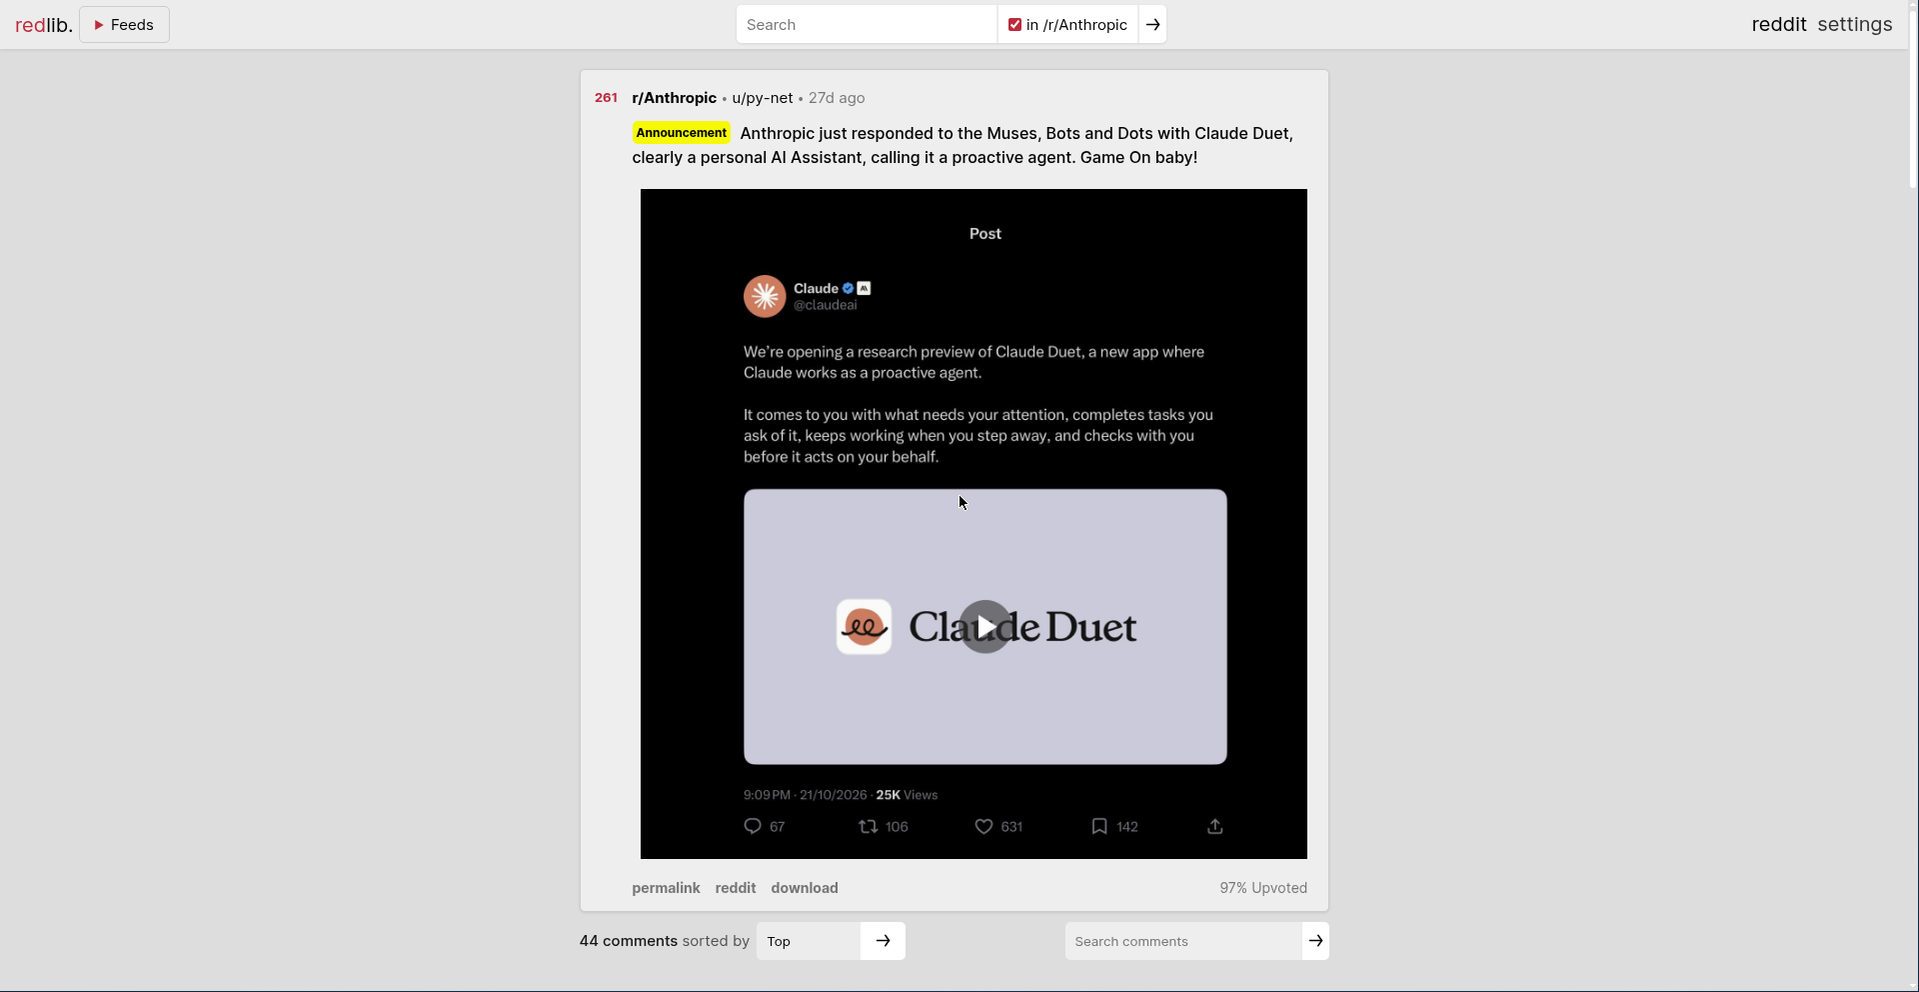 redlib. ▶ Feeds
Search
in /r/Anthropic →
reddit settings
261 r/Anthropic • u/py-net • 27d ago
Announcement Anthropic just responded to the Muses, Bots and Dots with Claude Duet,
clearly a personal AI Assistant, calling it a proactive agent. Game On baby!
Post
Claude
@claudeai
We’re opening a research preview of Claude Duet, a new app where
Claude works as a proactive agent.
It comes to you with what needs your attention, completes tasks you
ask of it, keeps working when you step away, and checks with you
before it acts on your behalf.
Claude Duet
9:09 PM · 21/10/2026 · 25K Views
67 106 631 142
permalink reddit download 97% Upvoted
44 comments sorted by Top → Search comments →